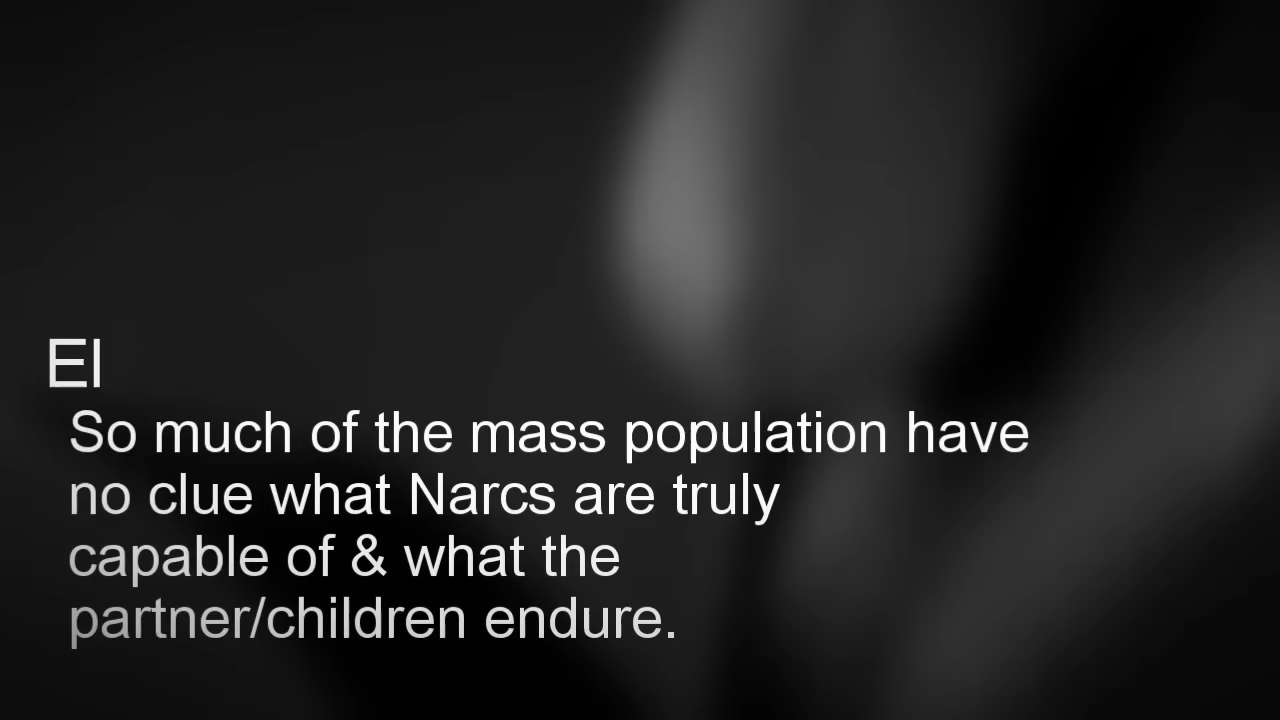 El
So much of the mass population have
no clue what Narcs are truly
capable of & what the
partner/children endure.